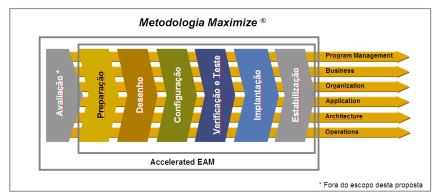 Metodologia Maximize ®
Avaliação *
Preparação
Desenho
Configuração
Verificação e Teste
Implantação
Estabilização
Program Management
Business
Organization
Application
Architecture
Operations
Accelerated EAM
* Fora do escopo desta proposta